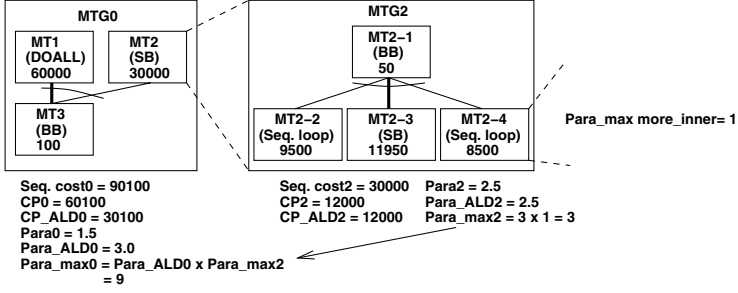 MTG0
MT1
(DOALL)
60000
MT2
(SB)
30000
MT3
(BB)
100
MTG2
MT2-1
(BB)
50
MT2-2
(Seq. loop)
9500
MT2-3
(SB)
11950
MT2-4
(Seq. loop)
8500
Para_max more_inner= 1
Seq. cost0 = 90100
CP0 = 60100
CP_ALD0 = 30100
Para0 = 1.5
Para_ALD0 = 3.0
Para_max0 = Para_ALD0 x Para_max2
= 9
Seq. cost2 = 30000
CP2 = 12000
CP_ALD2 = 12000
Para2 = 2.5
Para_ALD2 = 2.5
Para_max2 = 3 x 1 = 3